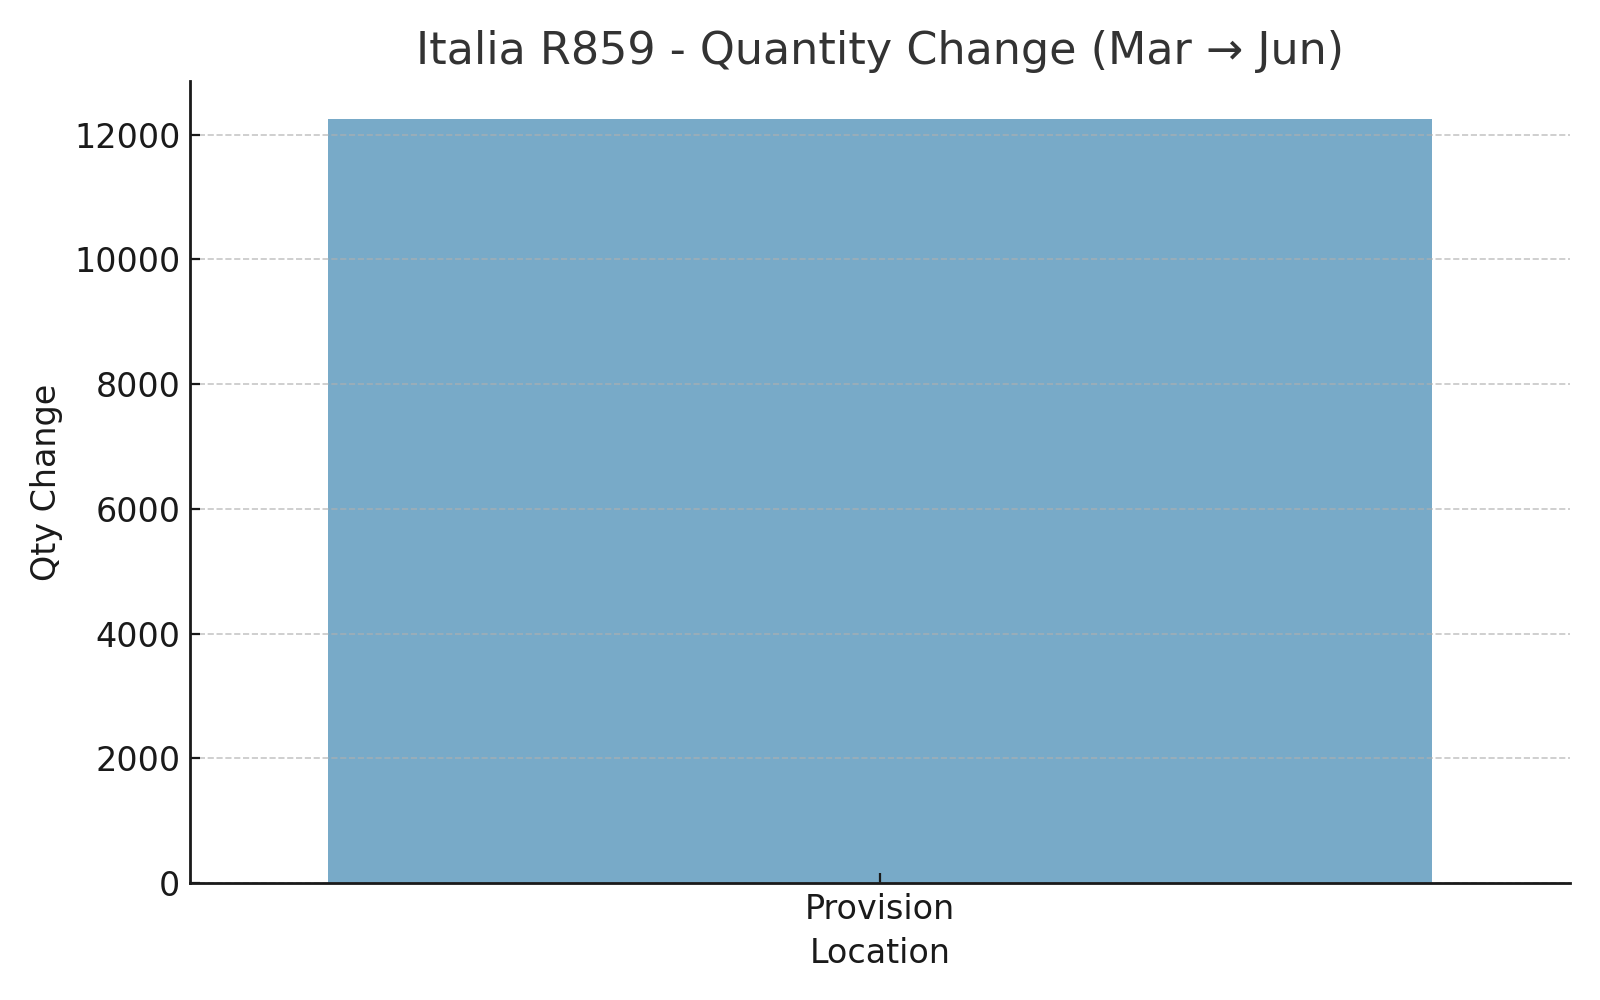 Italia R859 - Quantity Change (Mar → Jun)
12000
10000
8000
6000
4000
2000
0
Qty Change
Provision
Location